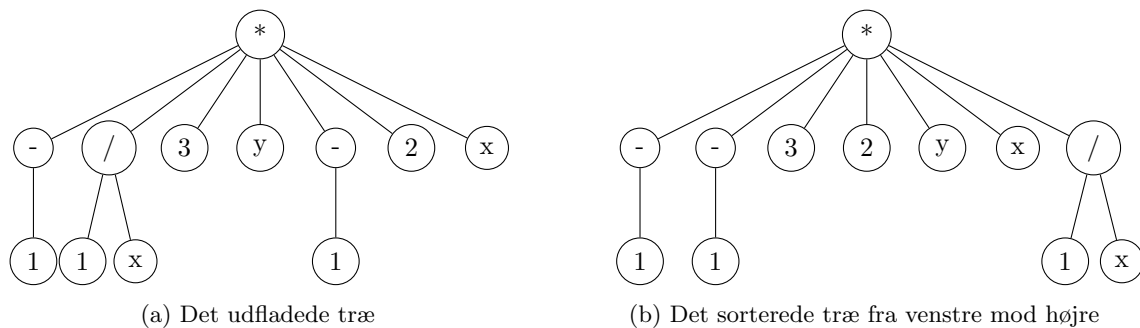 * *
- / 3 y - 2 x - - 3 2 y x /
1 1 x 1 1 1 1 x
(a) Det udfladede træ (b) Det sorterede træ fra venstre mod højre